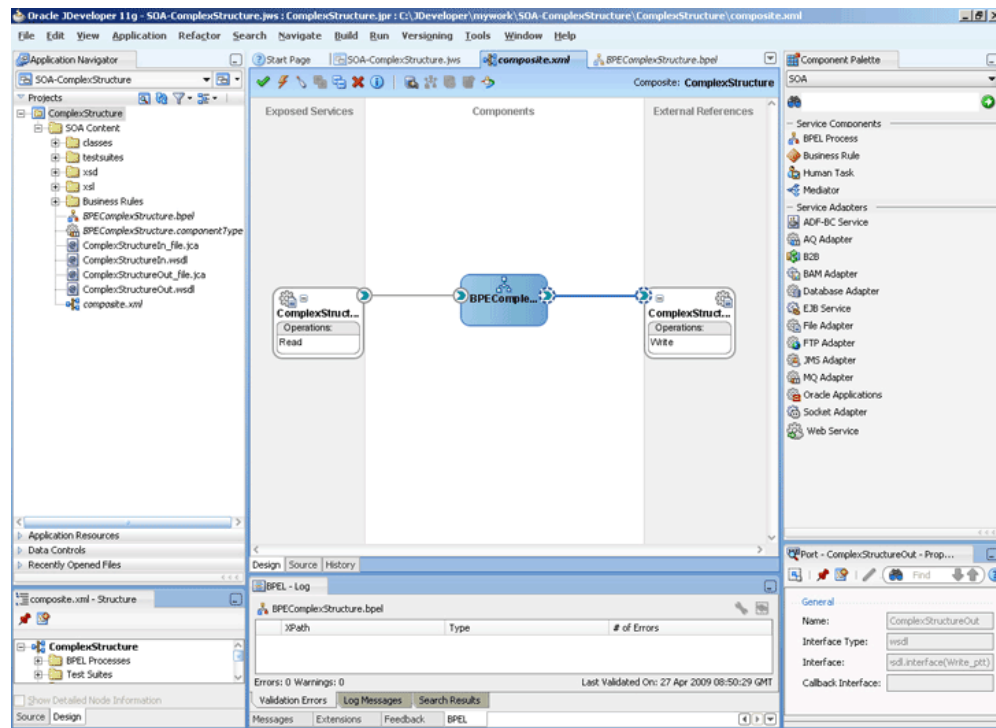 Oracle JDeveloper 11g - SOA-ComplexStructure.jws : ComplexStructure.jpr : C:\JDeveloper\mywork\SOA-ComplexStructure\ComplexStructure\composite.xml
File Edit View Application Refactor Search Navigate Build Run Versioning Tools Window Help
Application Navigator
SOA-ComplexStructure
Projects
ComplexStructure
SOA Content
classes
testsuites
xsd
xsl
Business Rules
BPEComplexStructure.bpel
BPEComplexStructure.componentType
ComplexStructureIn_file.jca
ComplexStructureIn.wsdl
ComplexStructureOut_file.jca
ComplexStructureOut.wsdl
composite.xml
Application Resources
Data Controls
Recently Opened Files
composite.xml - Structure
ComplexStructure
BPEL Processes
Test Suites
Show Detailed Node Information
Source Design
Start Page SOA-ComplexStructure.jws composite.xml BPEComplexStructure.bpel
Composite: ComplexStructure
Exposed Services Components External References
ComplexStruct...
Operations:
Read
BPEComple...
ComplexStruct...
Operations:
Write
Design Source History
BPEL - Log
BPEComplexStructure.bpel
XPath Type # of Errors
Errors: 0 Warnings: 0 Last Validated On: 27 Apr 2009 08:50:29 GMT
Validation Errors Log Messages Search Results
Messages Extensions Feedback BPEL
Component Palette
SOA
Service Components
BPEL Process
Business Rule
Human Task
Mediator
Service Adapters
ADF-BC Service
AQ Adapter
B2B
BAM Adapter
Database Adapter
EJB Service
File Adapter
FTP Adapter
JMS Adapter
MQ Adapter
Oracle Applications
Socket Adapter
Web Service
Port - ComplexStructureOut - Prop...
Find
General
Name: ComplexStructureOut
Interface Type: wsdl
Interface: sdl.interface(Write_ptt)
Callback Interface: